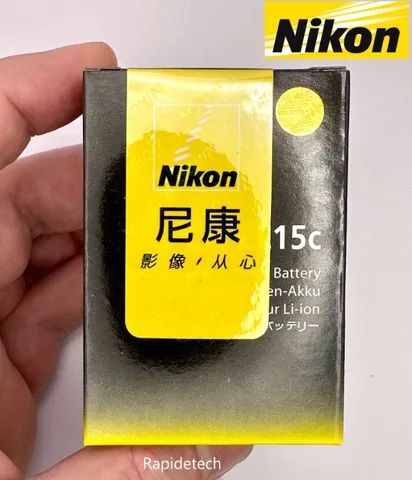 Nikon
Nikon
尼康
影像·从心
.15c
Battery
en-Akku
ur Li-ion
バッテリー
Rapidetech